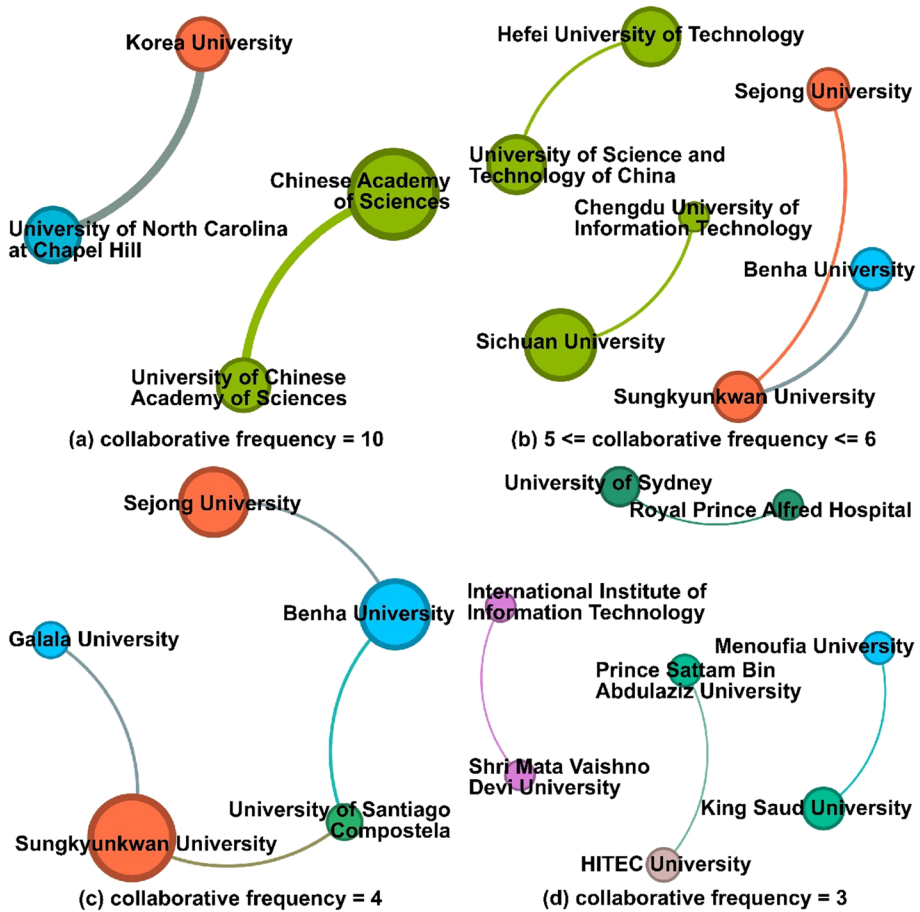 Korea University
University of North Carolina
at Chapel Hill
Chinese Academy
of Sciences
University of Chinese
Academy of Sciences
(a) collaborative frequency = 10
Hefei University of Technology
University of Science and
Technology of China
Sejong University
Chengdu University of
Information Technology
Benha University
Sichuan University
Sungkyunkwan University
(b) 5 <= collaborative frequency <= 6
Sejong University
Benha University
Galala University
University of Santiago
Compostela
Sungkyunkwan University
(c) collaborative frequency = 4
University of Sydney
Royal Prince Alfred Hospital
International Institute of
Information Technology
Menoufia University
Prince Sattam Bin
Abdulaziz University
Shri Mata Vaishno
Devi University
King Saud University
HITEC University
(d) collaborative frequency = 3